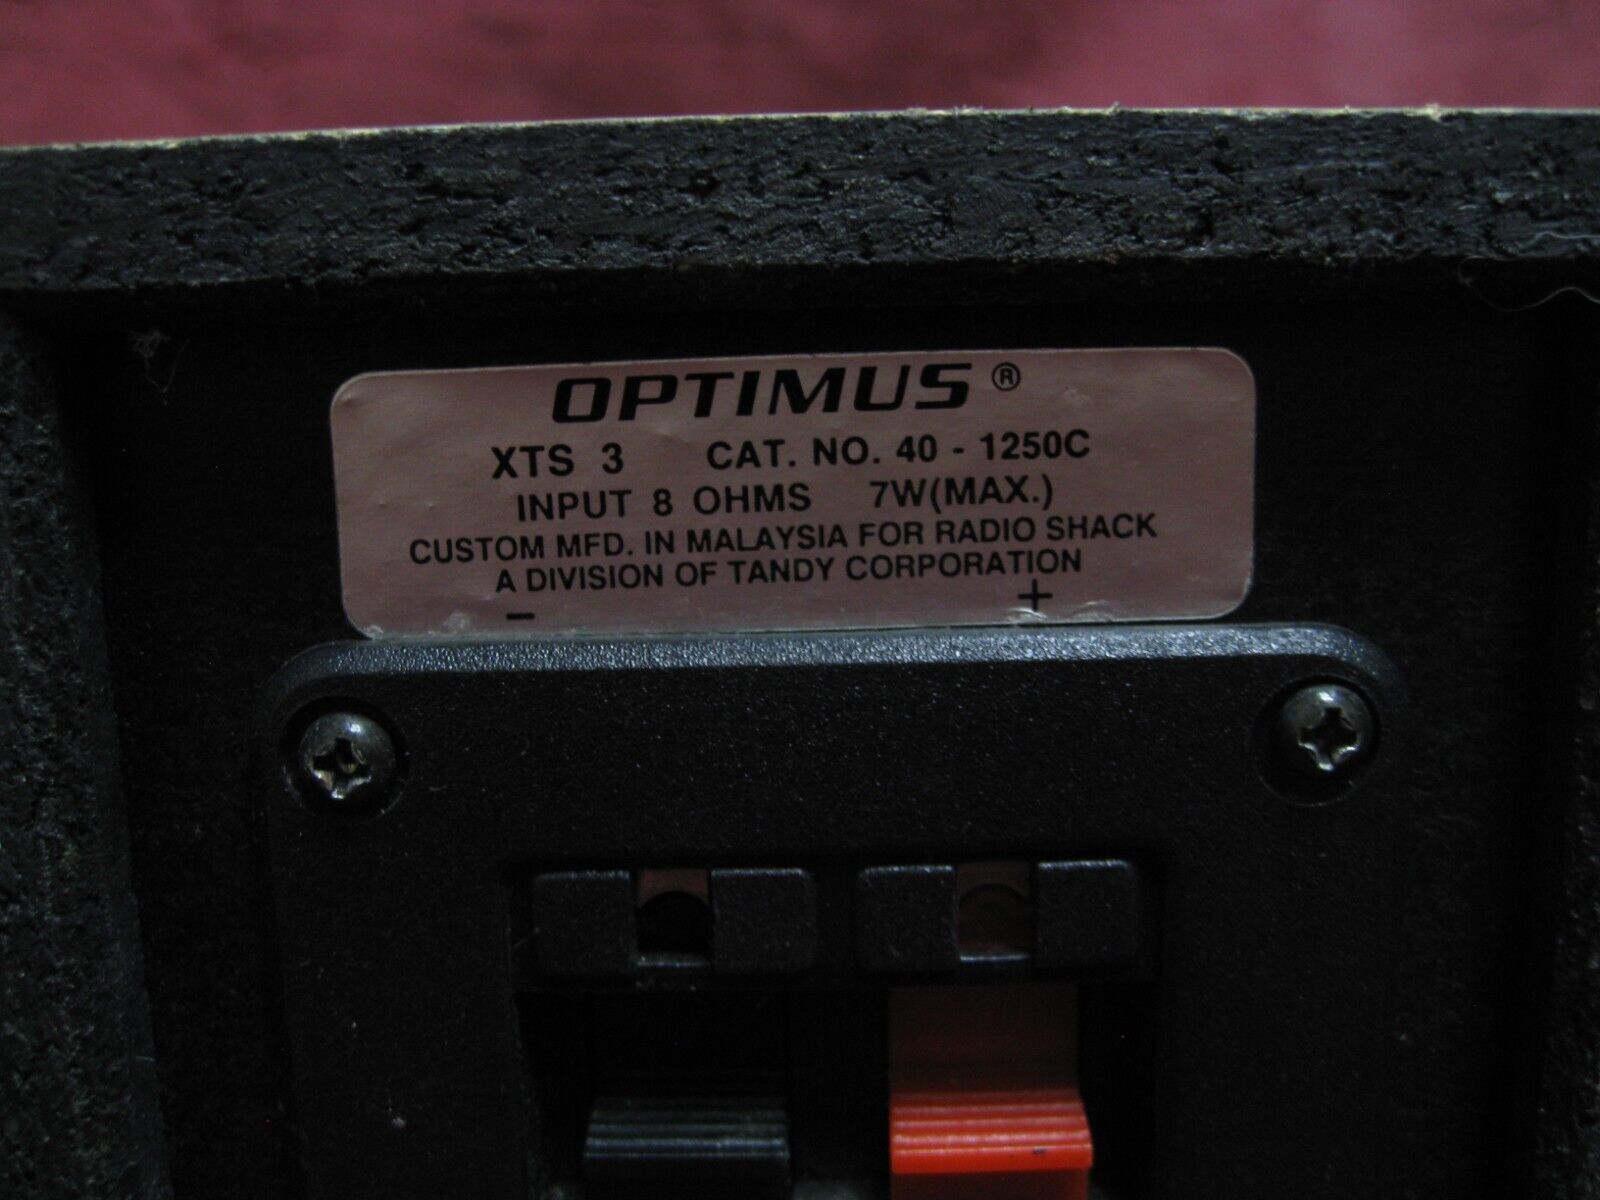 OPTIMUS ®
XTS 3 CAT. NO. 40 - 1250C
INPUT 8 OHMS 7W(MAX.)
CUSTOM MFD. IN MALAYSIA FOR RADIO SHACK
A DIVISION OF TANDY CORPORATION
- +